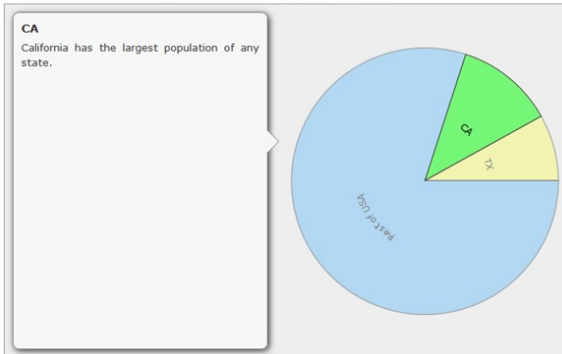 CA
California has the largest population of any
state.
CA
TX
Rest of USA